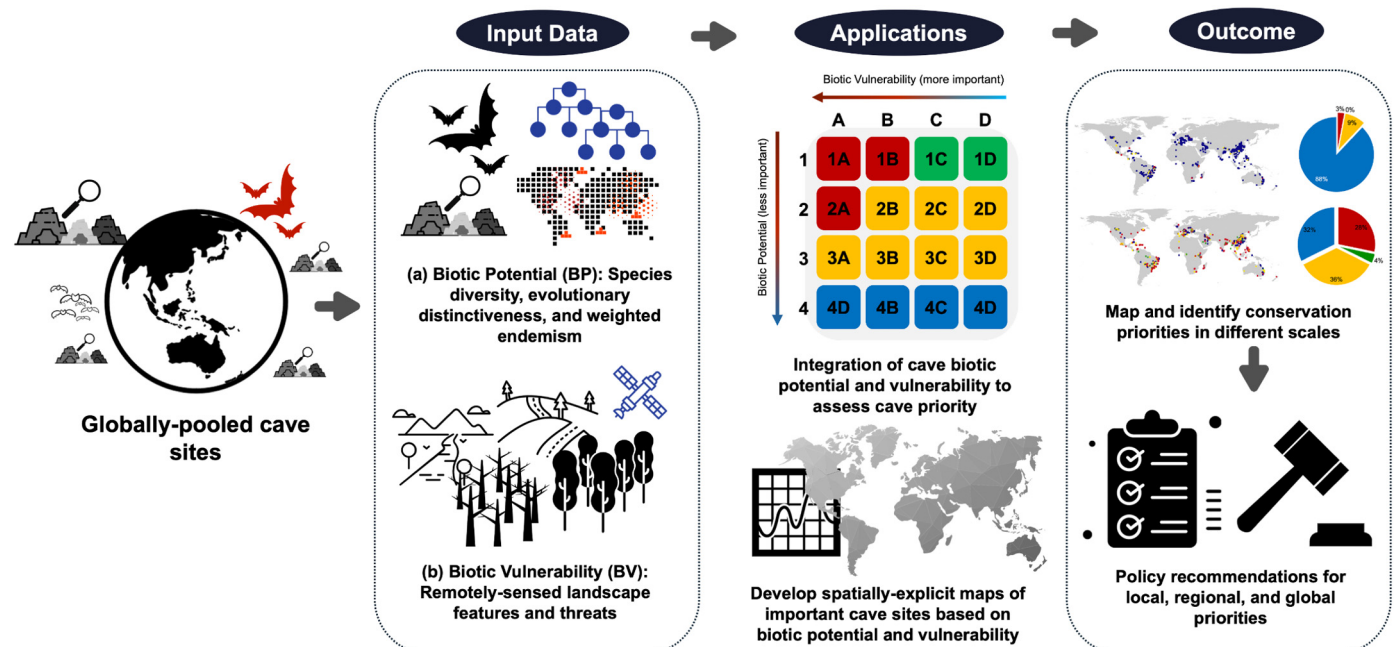 Input Data
Applications
Outcome
Globally-pooled cave
sites
(a) Biotic Potential (BP): Species
diversity, evolutionary
distinctiveness, and weighted
endemism
(b) Biotic Vulnerability (BV):
Remotely-sensed landscape
features and threats
Biotic Vulnerability (more important)
Biotic Potential (less important)
A B C D
1 1A 1B 1C 1D
2 2A 2B 2C 2D
3 3A 3B 3C 3D
4 4D 4B 4C 4D
Integration of cave biotic
potential and vulnerability to
assess cave priority
Develop spatially-explicit maps of
important cave sites based on
biotic potential and vulnerability
3% 0%
9%
32%
4%
36%
Map and identify conservation
priorities in different scales
Policy recommendations for
local, regional, and global
priorities